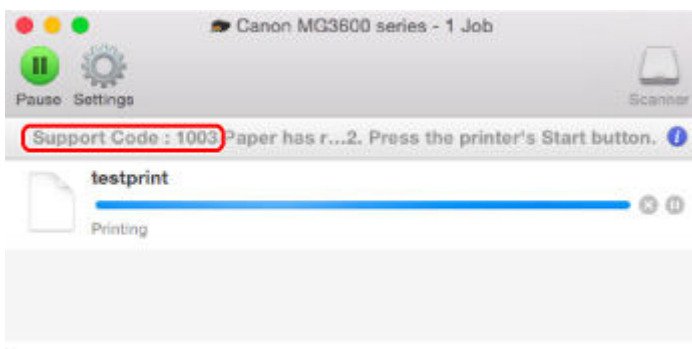 Canon MG3600 series - 1 Job
Pause Settings
Scanner
Support Code : 1003 Paper has r...2. Press the printer's Start button.
testprint
Printing